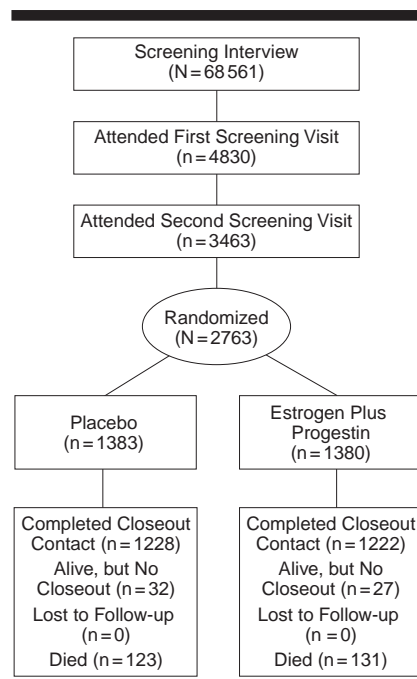 Screening Interview
(N=68561)
Attended First Screening Visit
(n=4830)
Attended Second Screening Visit
(n=3463)
Randomized
(N=2763)
Placebo
(n=1383)
Estrogen Plus
Progestin
(n=1380)
Completed Closeout
Contact (n=1228)
Alive, but No
Closeout (n=32)
Lost to Follow-up
(n=0)
Died (n=123)
Completed Closeout
Contact (n=1222)
Alive, but No
Closeout (n=27)
Lost to Follow-up
(n=0)
Died (n=131)